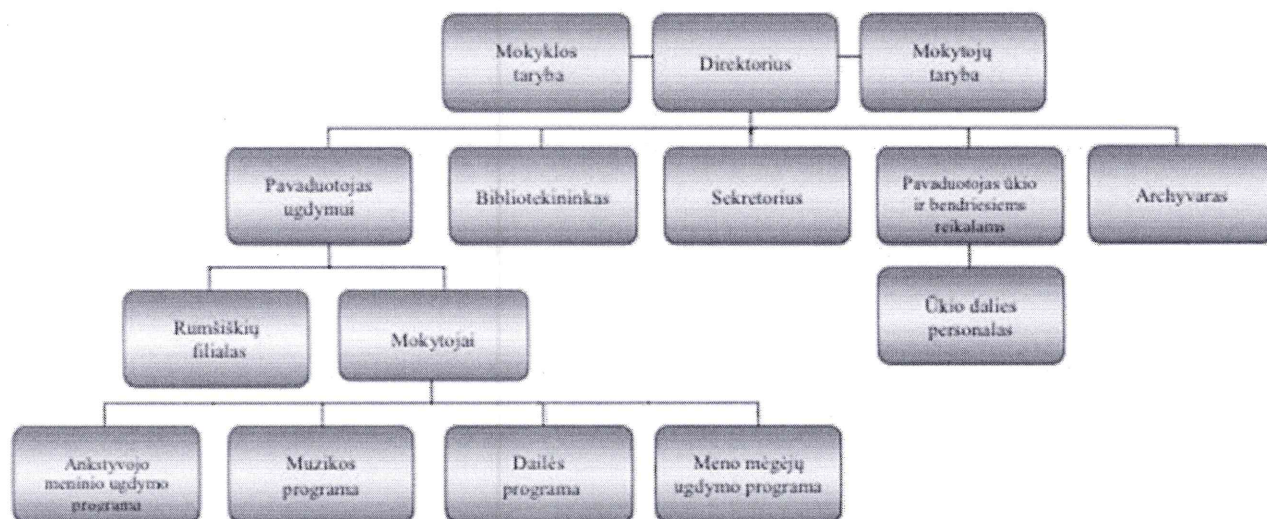 Mokyklos
taryba
Direktorius
Mokytojų
taryba
Pavaduotojas
ugdymui
Bibliotekininkas
Sekretorius
Pavaduotojas ūkio
ir bendriesiems
reikalams
Archyvaras
Rumšiškių
filialas
Mokytojai
Ūkio dalies
personalas
Ankstyvojo
meninio ugdymo
programa
Muzikos
programa
Dailės
programa
Meno mėgėjų
ugdymo programa